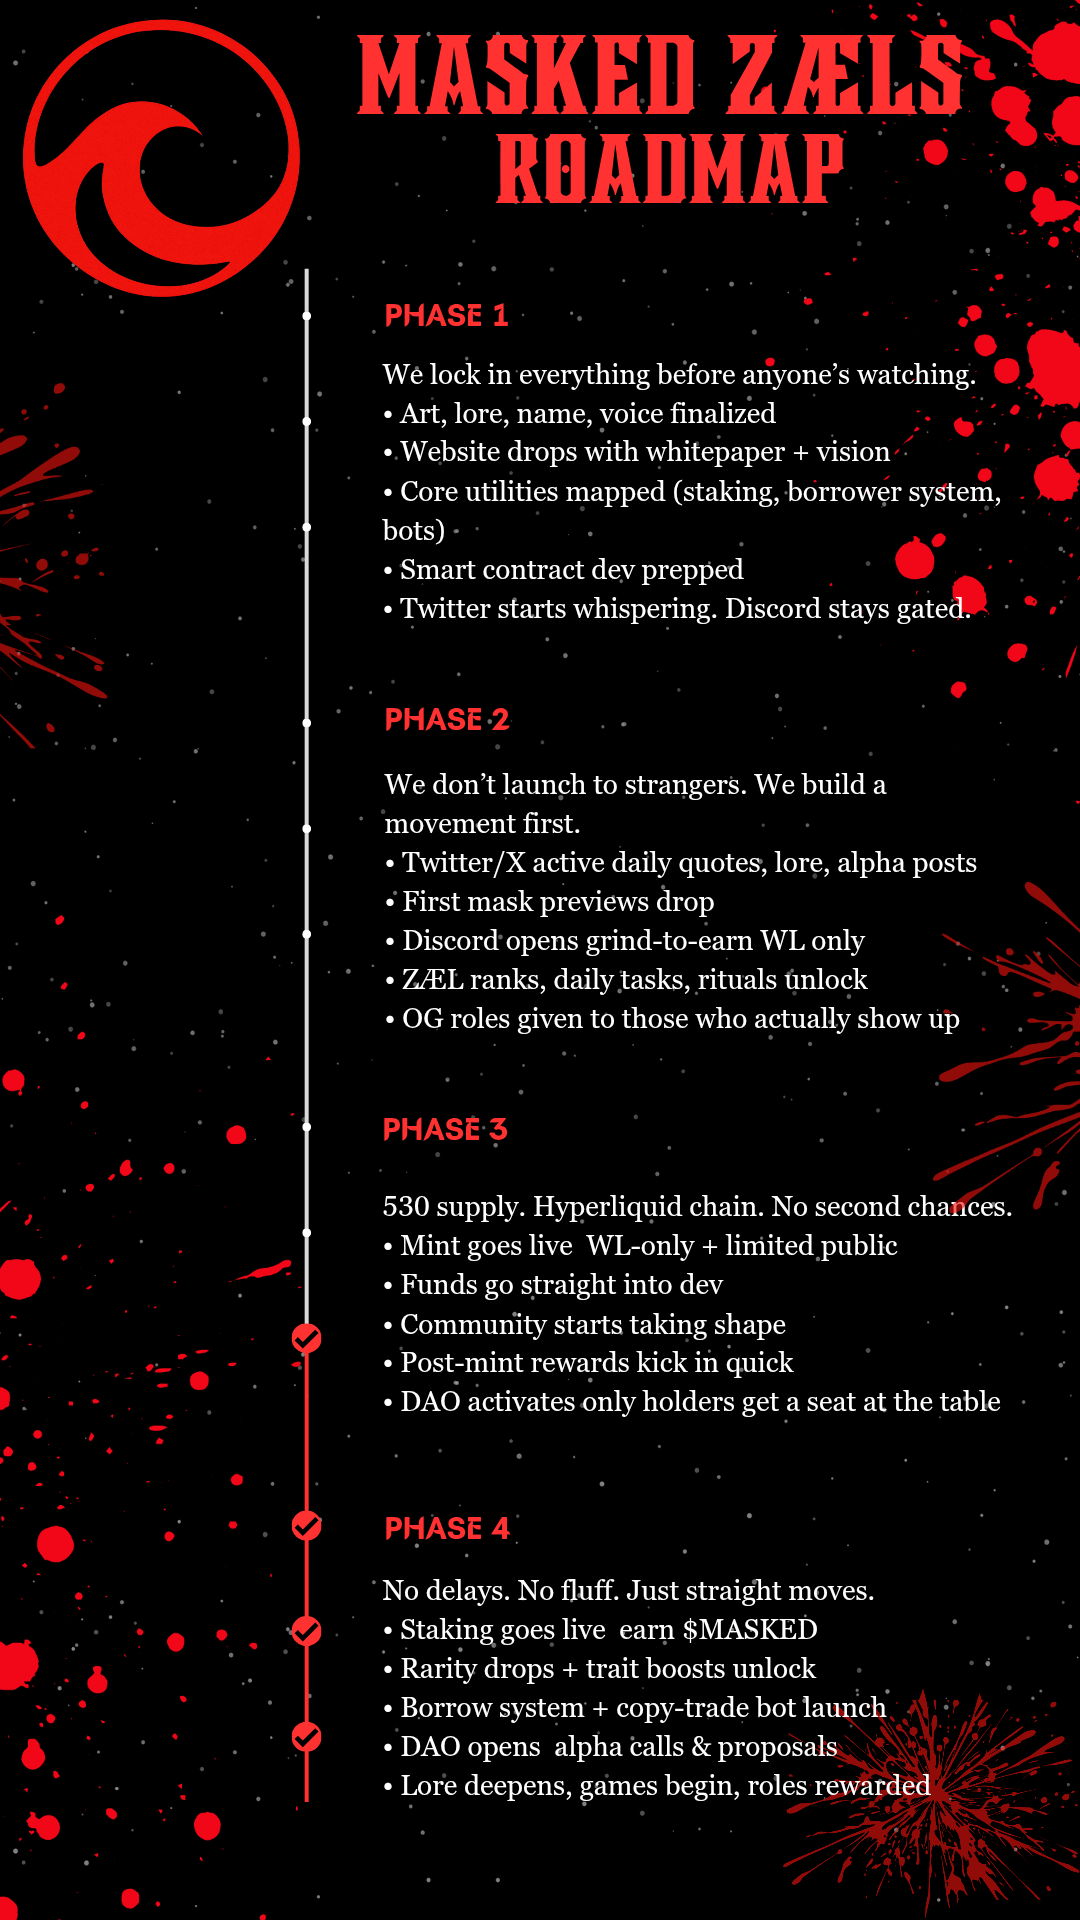 MASKED ZÆLS
ROADMAP
PHASE 1
We lock in everything before anyone’s watching.
• Art, lore, name, voice finalized
• Website drops with whitepaper + vision
• Core utilities mapped (staking, borrower system,
bots)
• Smart contract dev prepped
• Twitter starts whispering. Discord stays gated.
PHASE 2
We don’t launch to strangers. We build a
movement first.
• Twitter/X active daily quotes, lore, alpha posts
• First mask previews drop
• Discord opens grind-to-earn WL only
• ZÆL ranks, daily tasks, rituals unlock
• OG roles given to those who actually show up
PHASE 3
530 supply. Hyperliquid chain. No second chances.
• Mint goes live  WL-only + limited public
• Funds go straight into dev
• Community starts taking shape
• Post-mint rewards kick in quick
• DAO activates only holders get a seat at the table
PHASE 4
No delays. No fluff. Just straight moves.
• Staking goes live  earn $MASKED
• Rarity drops + trait boosts unlock
• Borrow system + copy-trade bot launch
• DAO opens  alpha calls & proposals
• Lore deepens, games begin, roles rewarded